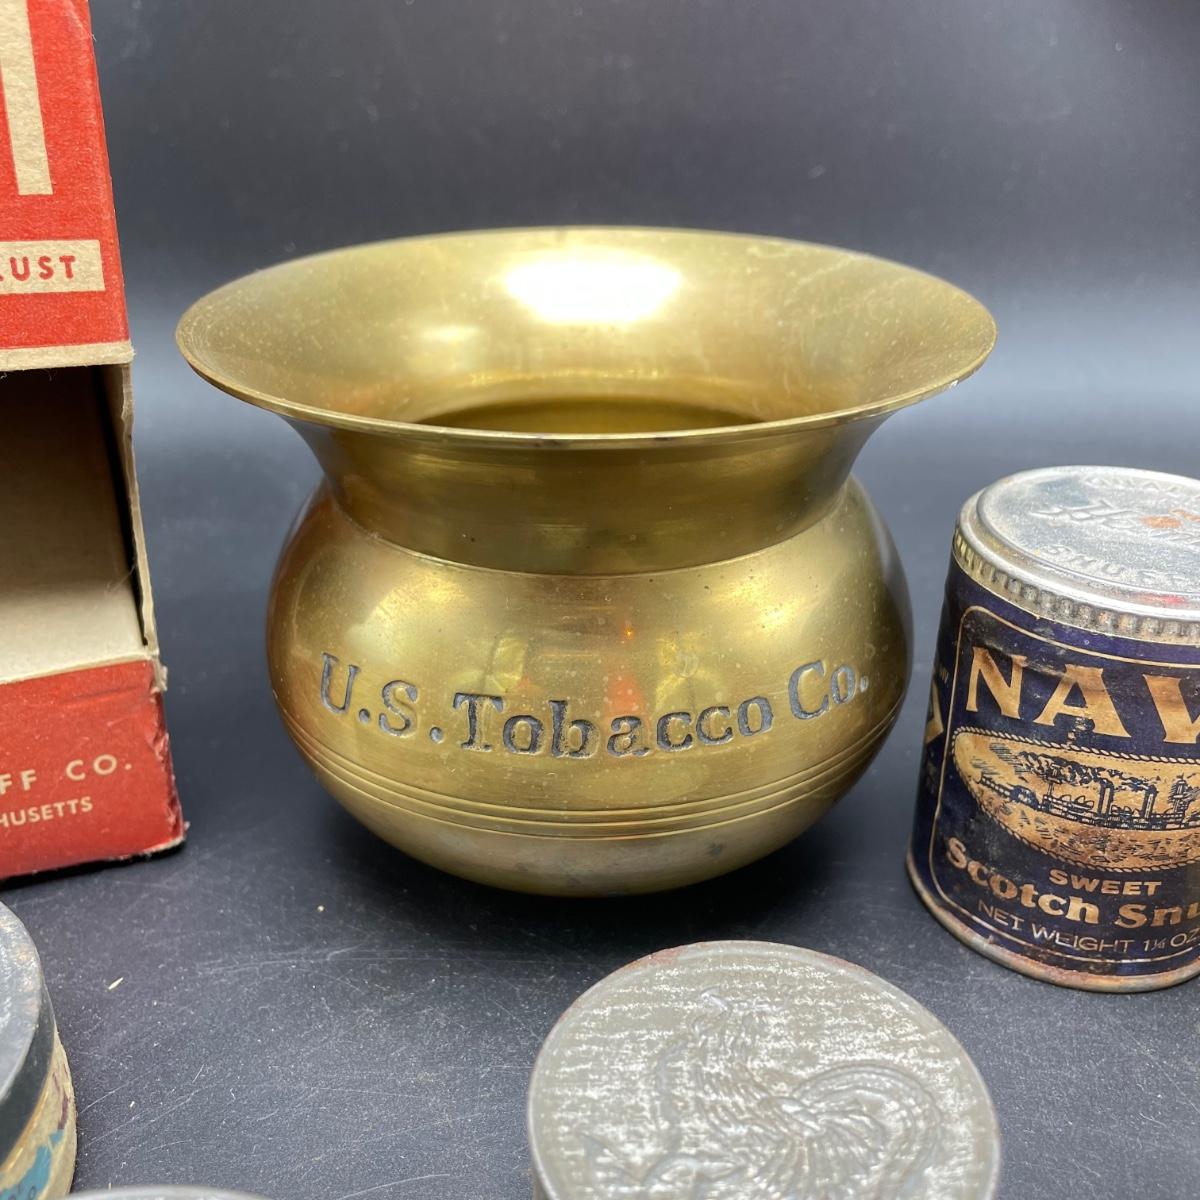 LUST
FF CO.
HUSETTS
U.S. Tobacco Co.
NAV
SWEET
Scotch Snu
NET WEIGHT 1¼ OZ